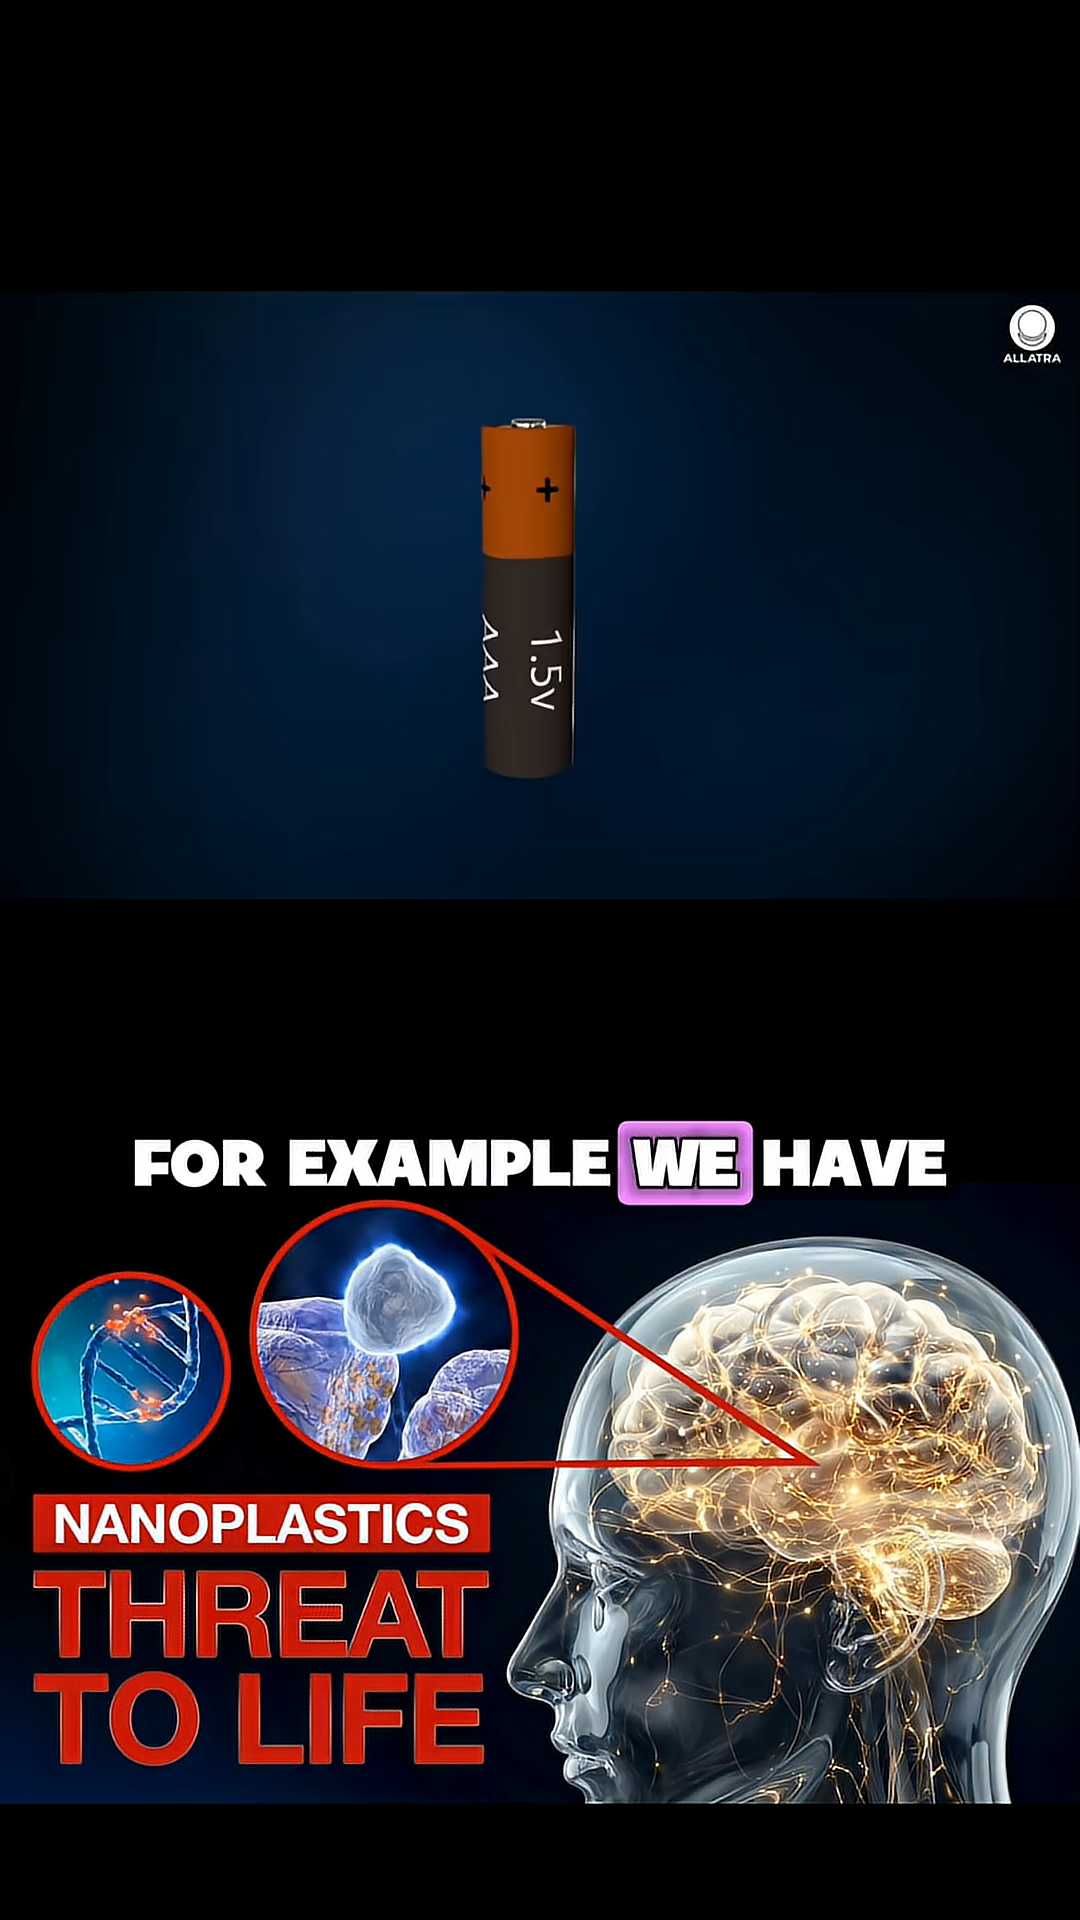 ALLATRA
+ +
AAA
1.5V
FOR EXAMPLE WE HAVE
NANOPLASTICS
THREAT
TO LIFE